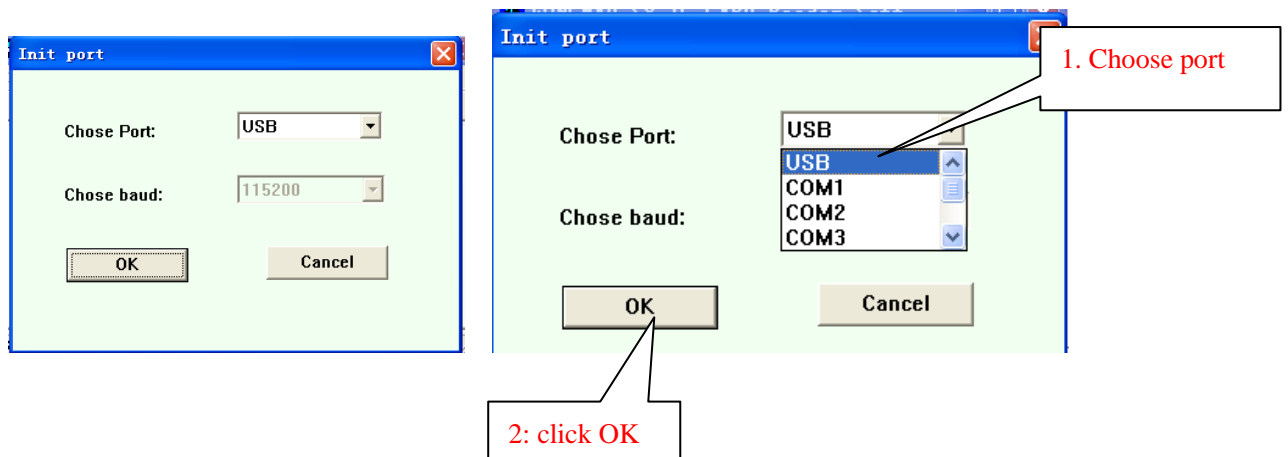 Init port
Chose Port:
USB
Chose baud:
115200
OK
Cancel
Init port
1. Choose port
Chose Port:
USB
USB
COM1
COM2
COM3
Chose baud:
OK
Cancel
2: click OK